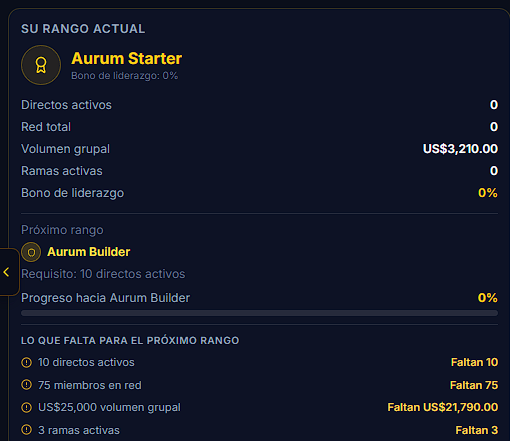 SU RANGO ACTUAL
Aurum Starter
Bono de liderazgo: 0%
Directos activos 0
Red total 0
Volumen grupal US$3,210.00
Ramas activas 0
Bono de liderazgo 0%
Próximo rango
Aurum Builder
Requisito: 10 directos activos
Progreso hacia Aurum Builder 0%
LO QUE FALTA PARA EL PRÓXIMO RANGO
10 directos activos Faltan 10
75 miembros en red Faltan 75
US$25,000 volumen grupal Faltan US$21,790.00
3 ramas activas Faltan 3